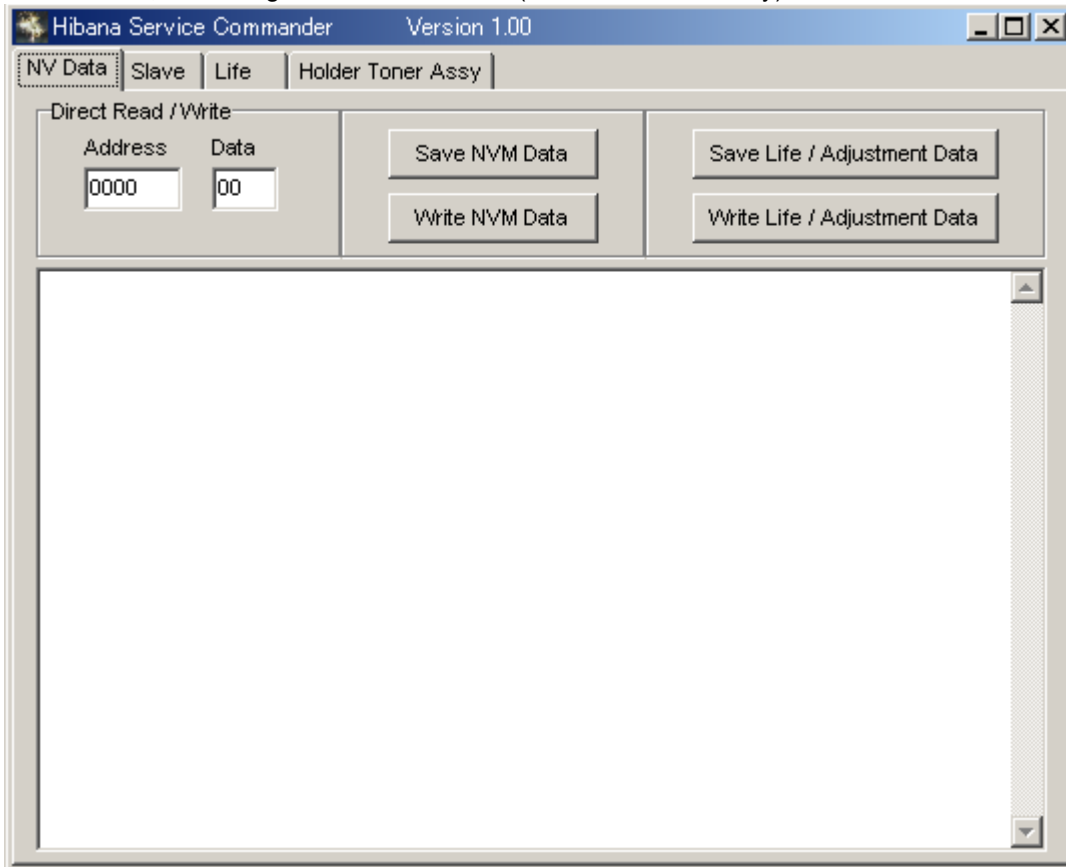 Hibana Service Commander Version 1.00
NV Data Slave Life Holder Toner Assy
Direct Read / Write
Address Data
0000 00
Save NVM Data
Write NVM Data
Save Life / Adjustment Data
Write Life / Adjustment Data